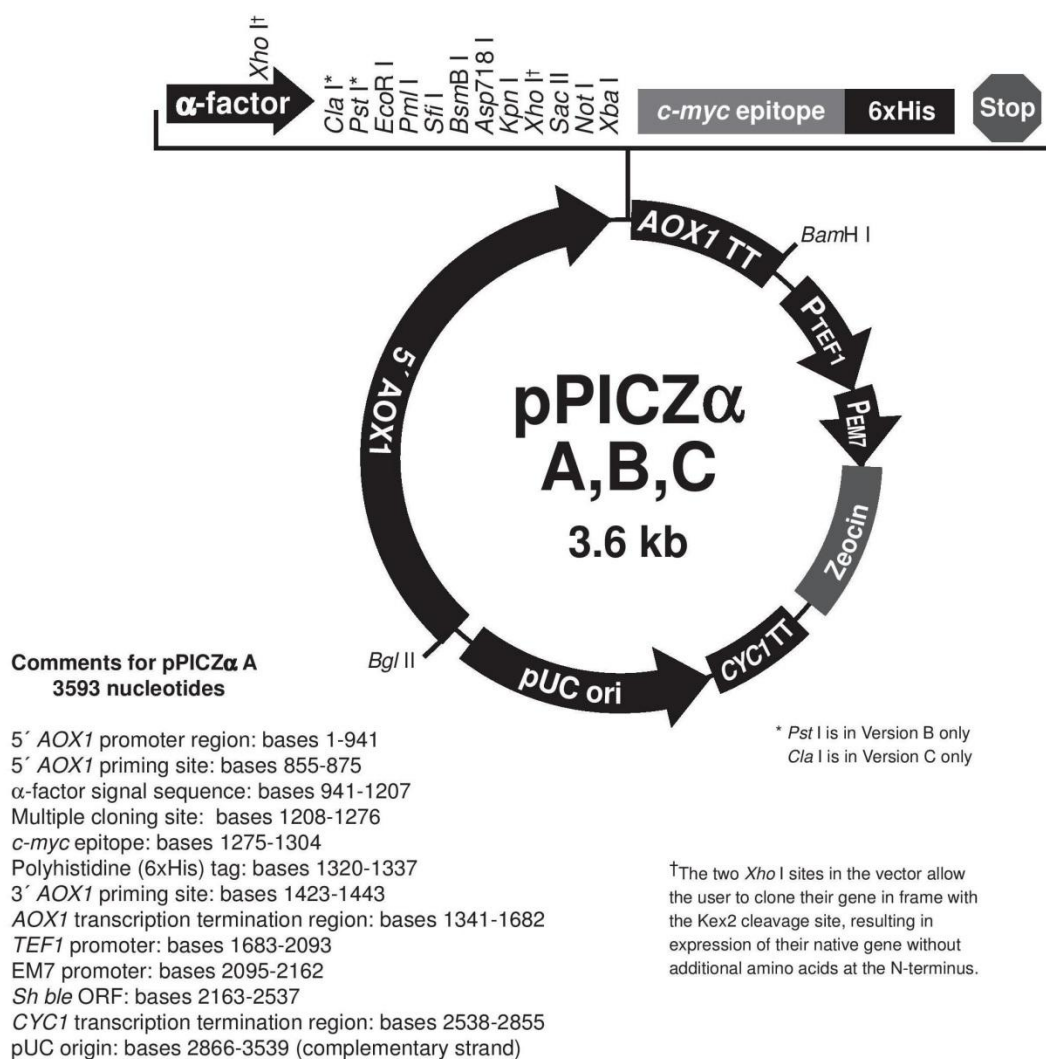 Xho I†
α-factor
Cla I*
Pst I*
EcoR I
Pml I
Sfi I
BsmB I
Asp718 I
Kpn I
Xho I†
Sac II
Not I
Xba I
c-myc epitope
6xHis
Stop
AOX1 TT
BamH I
PTEF1
PEM7
Zeocin
CYC1 TT
pUC ori
Bgl II
5´ AOX1
pPICZα
A,B,C
3.6 kb
Comments for pPICZα A
3593 nucleotides
5´ AOX1 promoter region: bases 1-941
5´ AOX1 priming site: bases 855-875
α-factor signal sequence: bases 941-1207
Multiple cloning site: bases 1208-1276
c-myc epitope: bases 1275-1304
Polyhistidine (6xHis) tag: bases 1320-1337
3´ AOX1 priming site: bases 1423-1443
AOX1 transcription termination region: bases 1341-1682
TEF1 promoter: bases 1683-2093
EM7 promoter: bases 2095-2162
Sh ble ORF: bases 2163-2537
CYC1 transcription termination region: bases 2538-2855
pUC origin: bases 2866-3539 (complementary strand)
* Pst I is in Version B only
Cla I is in Version C only
†The two Xho I sites in the vector allow
the user to clone their gene in frame with
the Kex2 cleavage site, resulting in
expression of their native gene without
additional amino acids at the N-terminus.